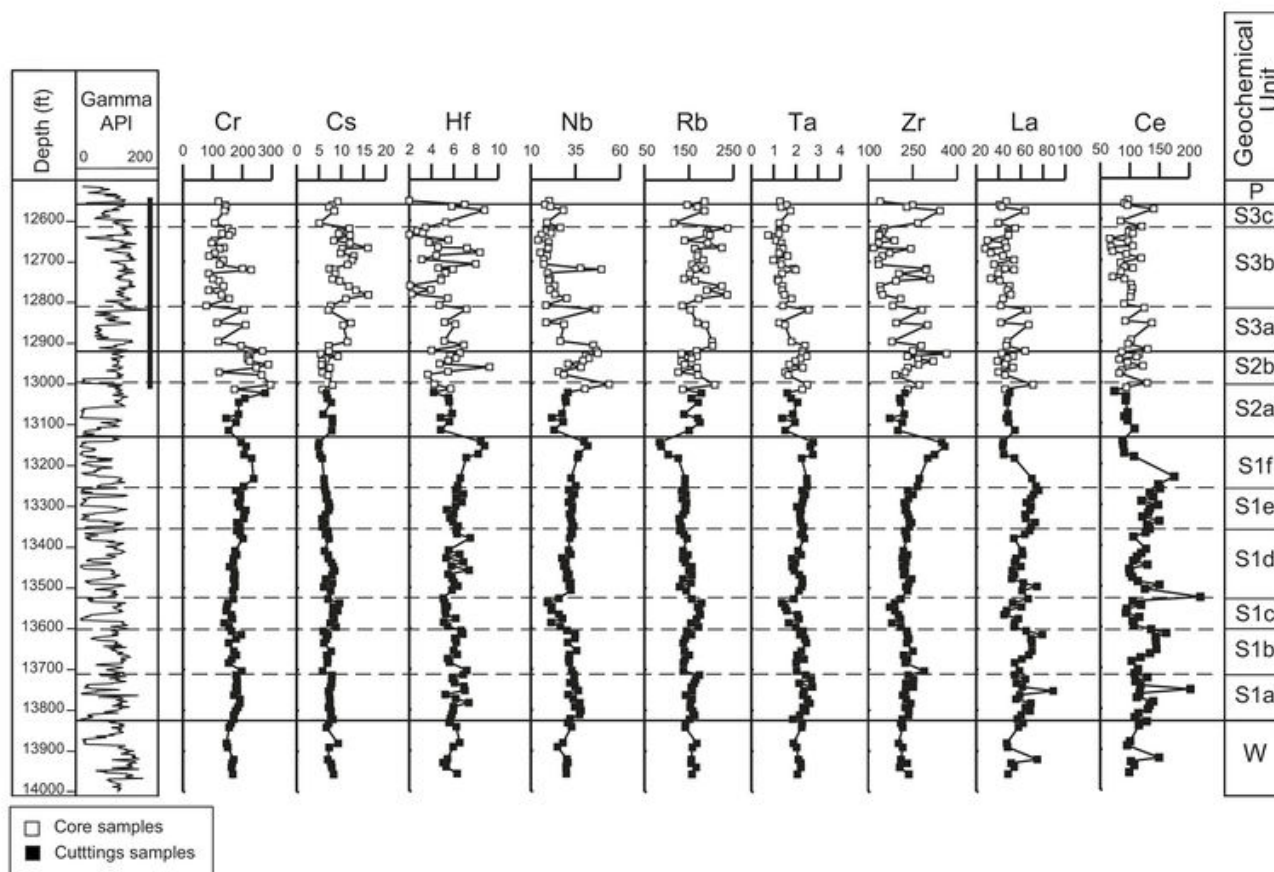 Depth (ft)
Gamma
API
0 200
Cr
0 100 200 300
Cs
0 5 10 15 20
Hf
2 4 6 8 10
Nb
10 35 60
Rb
50 150 250
Ta
0 1 2 3 4
Zr
100 250 400
La
20 40 60 80 100
Ce
50 100 150 200
Geochemical
Unit
12600
12700
12800
12900
13000
13100
13200
13300
13400
13500
13600
13700
13800
13900
14000
P
S3c
S3b
S3a
S2b
S2a
S1f
S1e
S1d
S1c
S1b
S1a
W
Core samples
Cutttings samples